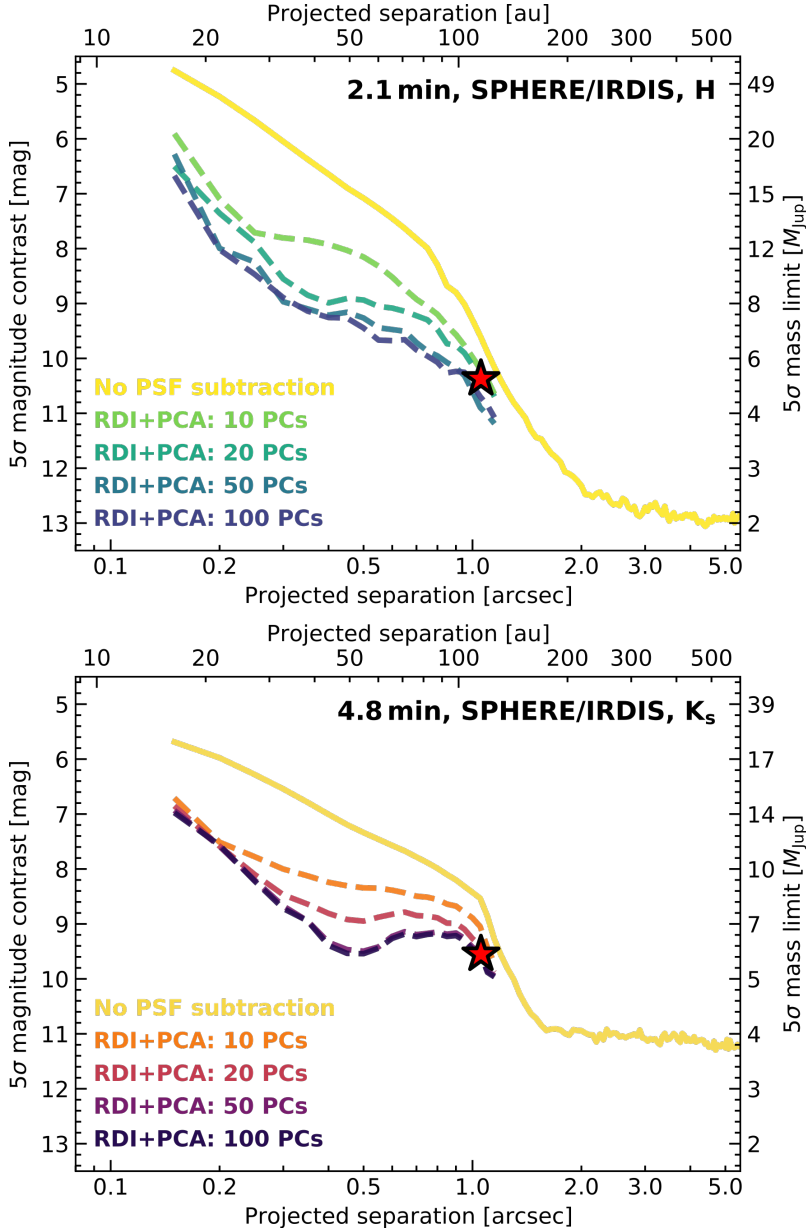 Projected separation [au]
10 20 50 100 200 500
2.1 min, SPHERE/IRDIS, H
5σ magnitude contrast [mag]
5
6
7
8
9
10
11
12
13
5σ mass limit [MJup]
49
20
15
12
8
6
4
3
2
No PSF subtraction
RDI+PCA: 10 PCs
RDI+PCA: 20 PCs
RDI+PCA: 50 PCs
RDI+PCA: 100 PCs
0.1 0.2 0.5 1.0 2.0 3.0 5.0
Projected separation [arcsec]
Projected separation [au]
10 20 50 100 200 500
4.8 min, SPHERE/IRDIS, Ks
5σ magnitude contrast [mag]
5
6
7
8
9
10
11
12
13
5σ mass limit [MJup]
39
17
14
10
7
5
4
3
2
No PSF subtraction
RDI+PCA: 10 PCs
RDI+PCA: 20 PCs
RDI+PCA: 50 PCs
RDI+PCA: 100 PCs
0.1 0.2 0.5 1.0 2.0 3.0 5.0
Projected separation [arcsec]